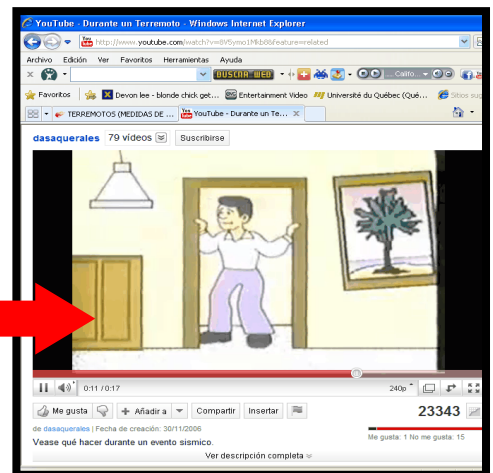 YouTube - Durante un Terremoto - Windows Internet Explorer
http://www.youtube.com/watch?v=8V5ymo1Mkb8&feature=related
Archivo Edición Ver Favoritos Herramientas Ayuda
BUSCAR WEB Calito...
Favoritos Devon lee - blonde chick get... Entertainment Video Université du Québec (Qué... Sitios sug
TERREMOTOS (MEDIDAS DE ... YouTube - Durante un Te...
dasaquerales 79 vídeos Suscribirse
0:11 / 0:17 240p
Me gusta Añadir a Compartir Insertar 23343
de dasaquerales | Fecha de creación: 30/11/2006
Me gusta: 1 No me gusta: 15
Vease qué hacer durante un evento sismico.
Ver descripción completa